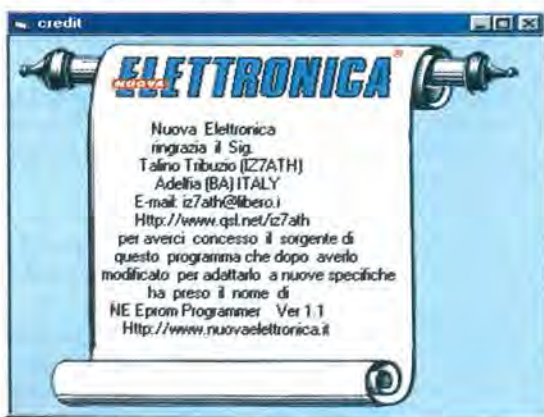 credit
NUOVA ELETTRONICA®
Nuova Elettronica
ringrazia il Sig.
Talino Tribuzio (IZ7ATH)
Adelfia (BA) ITALY
E-mail: iz7ath@libero.i
Http://www.qsl.net/iz7ath
per averci concesso il sorgente di
questo programma che dopo averlo
modificato per adattarlo a nuove specifiche
ha preso il nome di
NE Eprom Programmer Ver 1.1
Http://www.nuovaelettronica.it